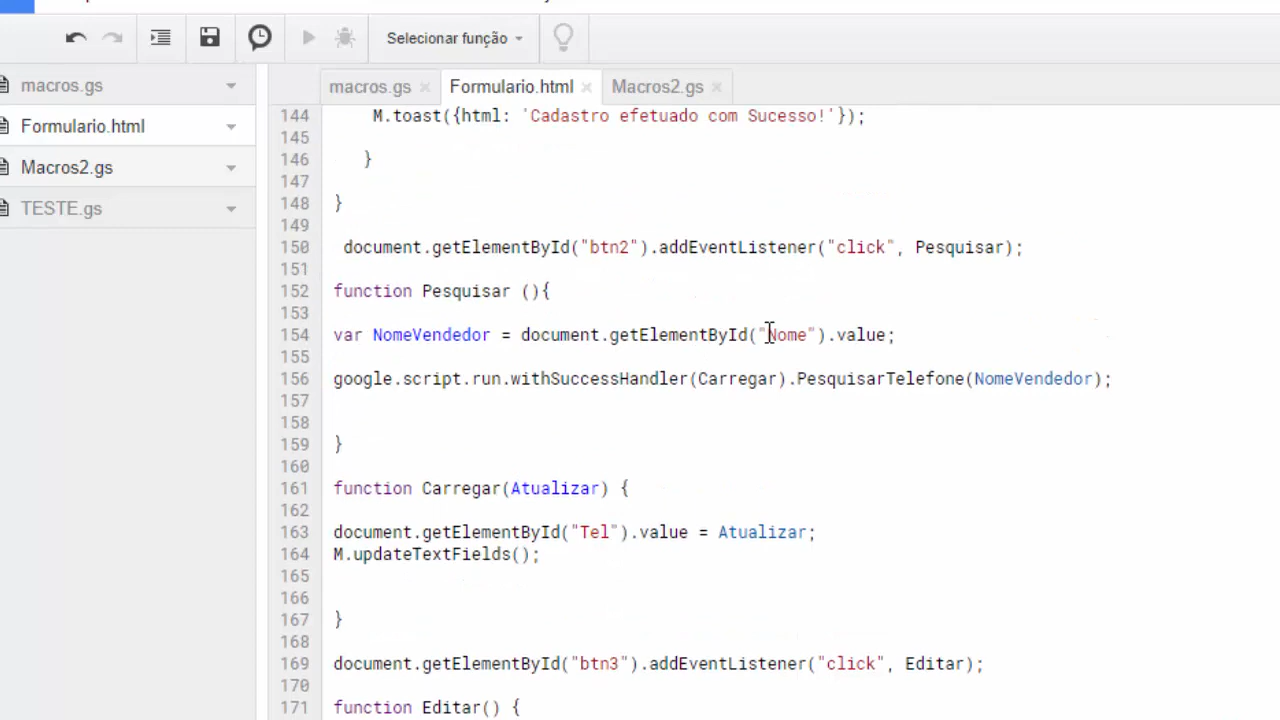 Selecionar função
macros.gs
Formulario.html
Macros2.gs
TESTE.gs
macros.gs
Formulario.html
Macros2.gs
144 M.toast({html: 'Cadastro efetuado com Sucesso!'});
145
146 }
147
148 }
149
150 document.getElementById("btn2").addEventListener("click", Pesquisar);
151
152 function Pesquisar (){
153
154 var NomeVendedor = document.getElementById("Nome").value;
155
156 google.script.run.withSuccessHandler(Carregar).PesquisarTelefone(NomeVendedor);
157
158
159 }
160
161 function Carregar(Atualizar) {
162
163 document.getElementById("Tel").value = Atualizar;
164 M.updateTextFields();
165
166
167 }
168
169 document.getElementById("btn3").addEventListener("click", Editar);
170
171 function Editar() {